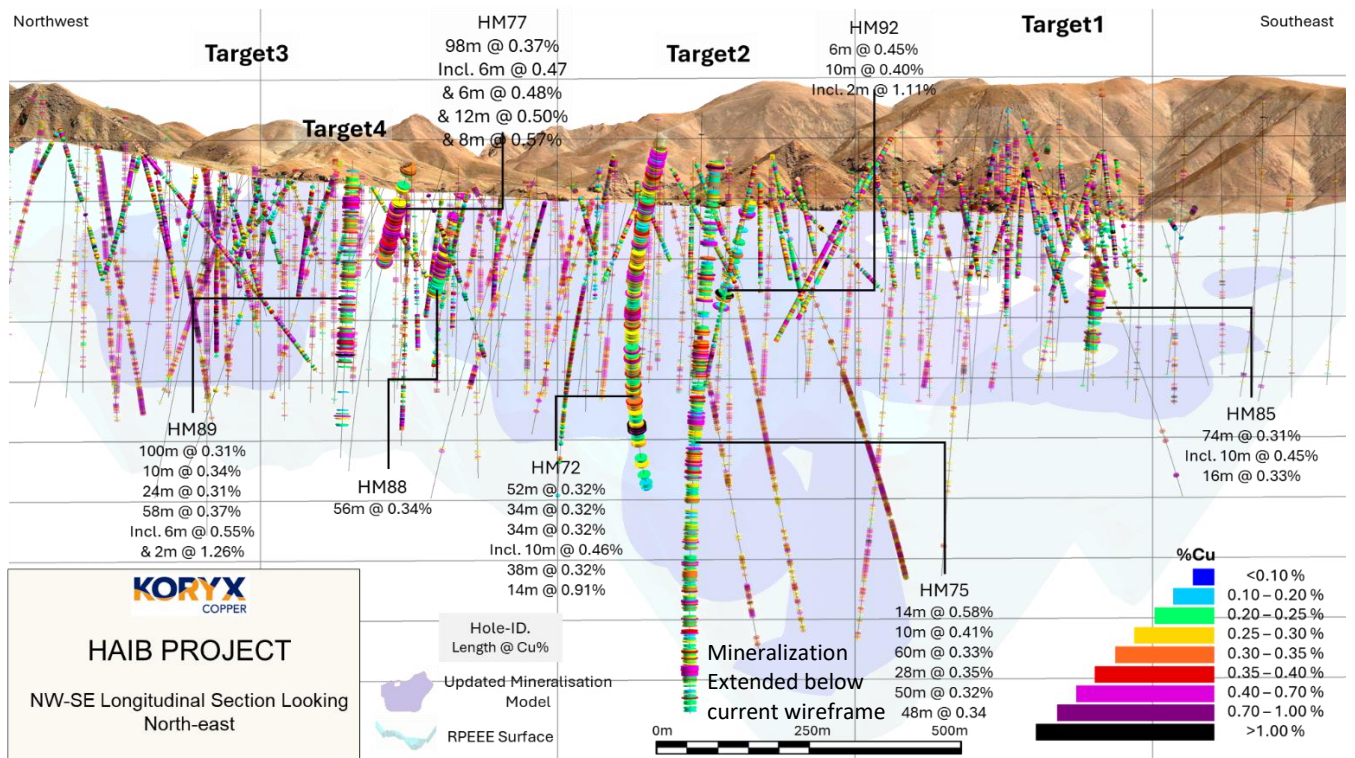 Northwest
Southeast
Target3
Target4
Target2
Target1
HM77
98m @ 0.37%
Incl. 6m @ 0.47
& 6m @ 0.48%
& 12m @ 0.50%
& 8m @ 0.57%
HM92
6m @ 0.45%
10m @ 0.40%
Incl. 2m @ 1.11%
HM89
100m @ 0.31%
10m @ 0.34%
24m @ 0.31%
58m @ 0.37%
Incl. 6m @ 0.55%
& 2m @ 1.26%
HM88
56m @ 0.34%
HM72
52m @ 0.32%
34m @ 0.32%
34m @ 0.32%
Incl. 10m @ 0.46%
38m @ 0.32%
14m @ 0.91%
HM75
14m @ 0.58%
10m @ 0.41%
60m @ 0.33%
28m @ 0.35%
50m @ 0.32%
48m @ 0.34
HM85
74m @ 0.31%
Incl. 10m @ 0.45%
16m @ 0.33%
Mineralization
Extended below
current wireframe
KORYX
COPPER
HAIB PROJECT
NW-SE Longitudinal Section Looking
North-east
Hole-ID.
Length @ Cu%
Updated Mineralisation
Model
RPEEE Surface
0m 250m 500m
%Cu
<0.10 %
0.10 – 0.20 %
0.20 – 0.25 %
0.25 – 0.30 %
0.30 – 0.35 %
0.35 – 0.40 %
0.40 – 0.70 %
0.70 – 1.00 %
>1.00 %